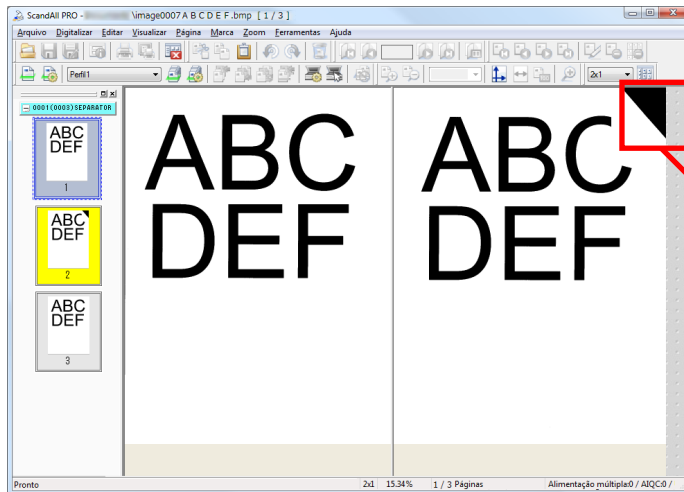 ScandAll PRO - \image0007 A B C D E F .bmp [ 1 / 3 ]
Arquivo Digitalizar Editar Visualizar Página Marca Zoom Ferramentas Ajuda
Perfil1
2x1
0001(0003)SEPARATOR
ABC
DEF
1
ABC
DEF
2
ABC
DEF
3
ABC
DEF
ABC
DEF
Pronto
2x1 15.34% 1 / 3 Páginas Alimentação múltipla:0 / AIQC:0 /